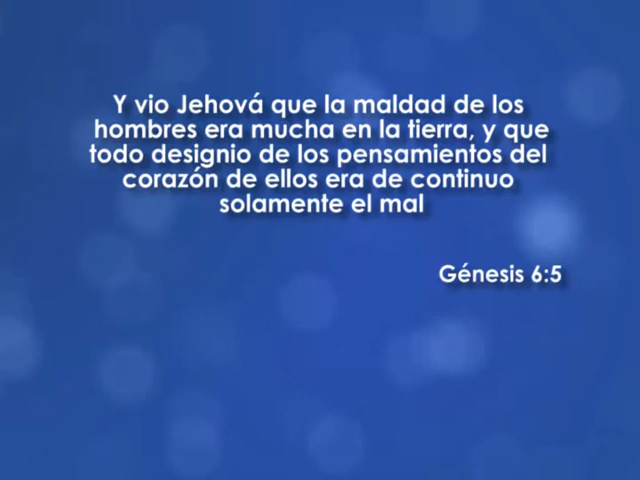 Y vio Jehová que la maldad de los
hombres era mucha en la tierra, y que
todo designio de los pensamientos del
corazón de ellos era de continuo
solamente el mal
Génesis 6:5